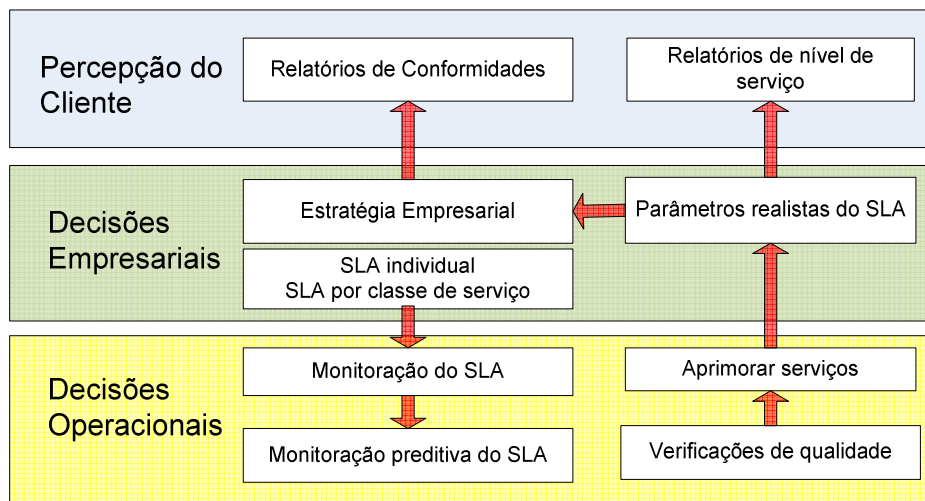 Percepção do
Cliente
Relatórios de Conformidades
Relatórios de nível de
serviço
Decisões
Empresariais
Estratégia Empresarial
Parâmetros realistas do SLA
SLA individual
SLA por classe de serviço
Decisões
Operacionais
Monitoração do SLA
Aprimorar serviços
Monitoração preditiva do SLA
Verificações de qualidade